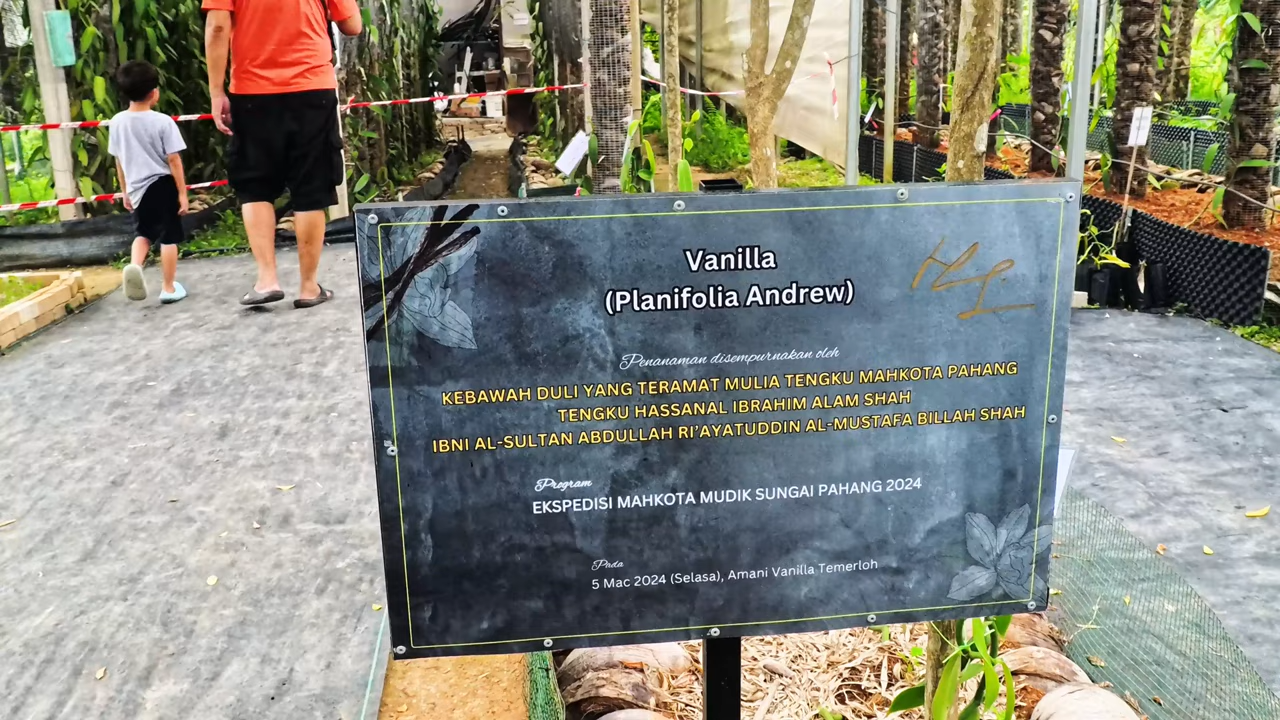 Vanilla
(Planifolia Andrew)
Penanaman disempurnakan oleh
KEBAWAH DULI YANG TERAMAT MULIA TENGKU MAHKOTA PAHANG
TENGKU HASSANAL IBRAHIM ALAM SHAH
IBNI AL-SULTAN ABDULLAH RI'AYATUDDIN AL-MUSTAFA BILLAH SHAH
Program
EKSPEDISI MAHKOTA MUDIK SUNGAI PAHANG 2024
Pada
5 Mac 2024 (Selasa), Amani Vanilla Temerloh